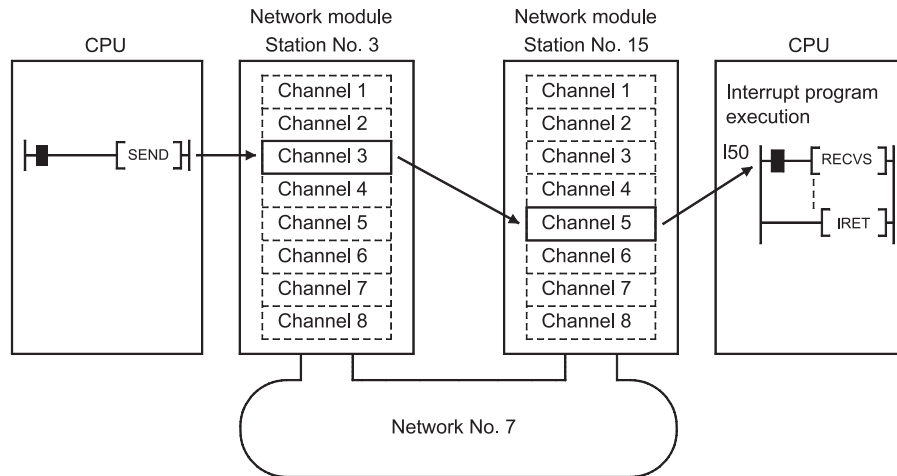 CPU
Network module
Station No. 3
Network module
Station No. 15
CPU
SEND
Channel 1
Channel 2
Channel 3
Channel 4
Channel 5
Channel 6
Channel 7
Channel 8
Channel 1
Channel 2
Channel 3
Channel 4
Channel 5
Channel 6
Channel 7
Channel 8
Interrupt program
execution
I50
RECVS
IRET
Network No. 7